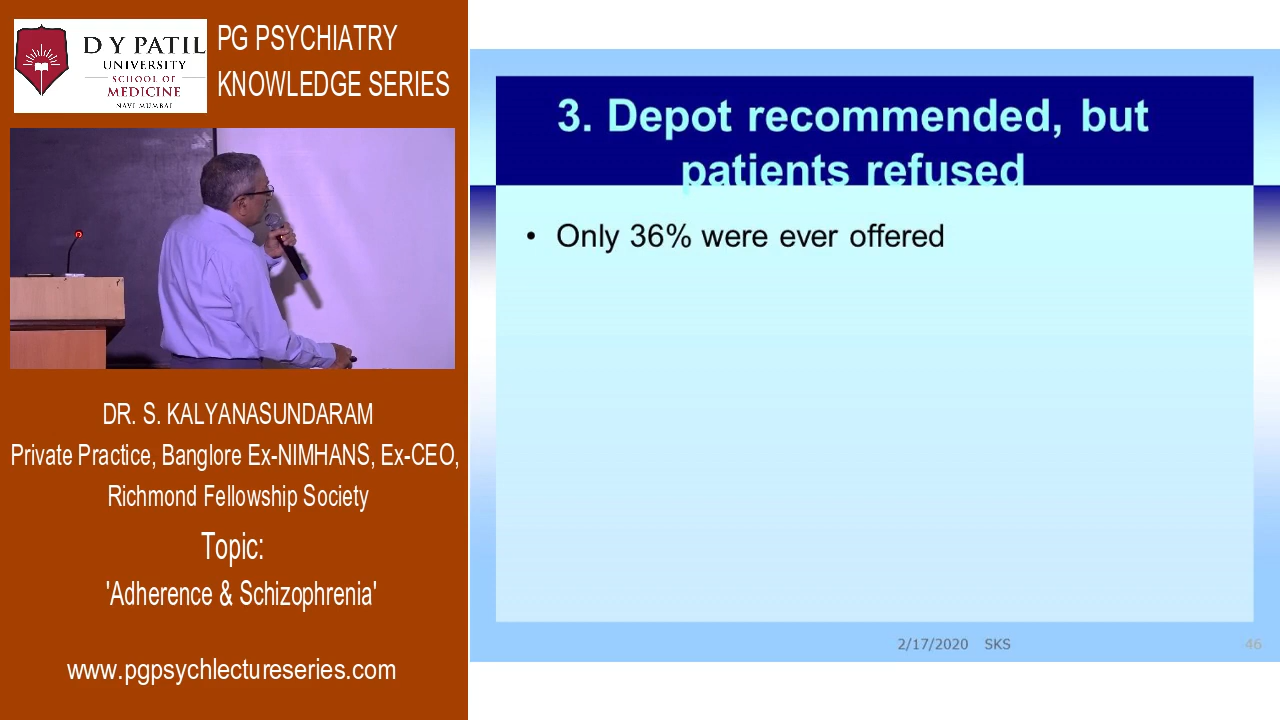 D Y PATIL
UNIVERSITY
SCHOOL OF
MEDICINE
NAVI MUMBAI
PG PSYCHIATRY
KNOWLEDGE SERIES
DR. S. KALYANASUNDARAM
Private Practice, Banglore Ex-NIMHANS, Ex-CEO,
Richmond Fellowship Society
Topic:
'Adherence & Schizophrenia'
www.pgpsychlectureseries.com
3. Depot recommended, but
patients refused
• Only 36% were ever offered
2/17/2020 SKS 46